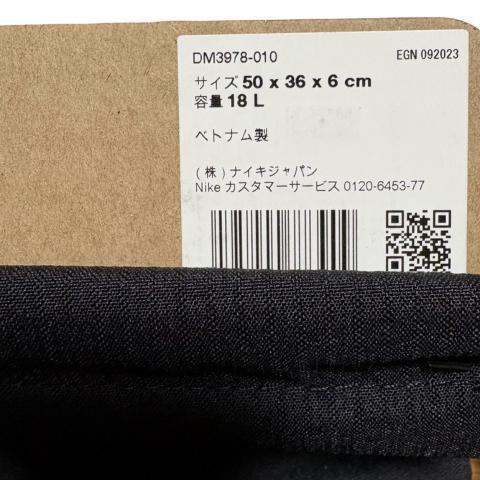 DM3978-010 EGN 092023
サイズ 50 x 36 x 6 cm
容量 18 L
ベトナム製
(株)ナイキジャパン
Nike カスタマーサービス 0120-6453-77